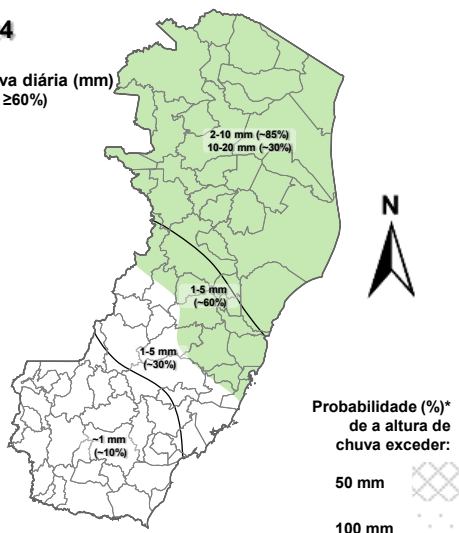 4
va diária (mm)
≥60%)
2-10 mm (~85%)
10-20 mm (~30%)
N
1-5 mm
(~60%)
1-5 mm
(~30%)
~1 mm
(~10%)
Probabilidade (%)*
de a altura de
chuva exceder:
50 mm
100 mm